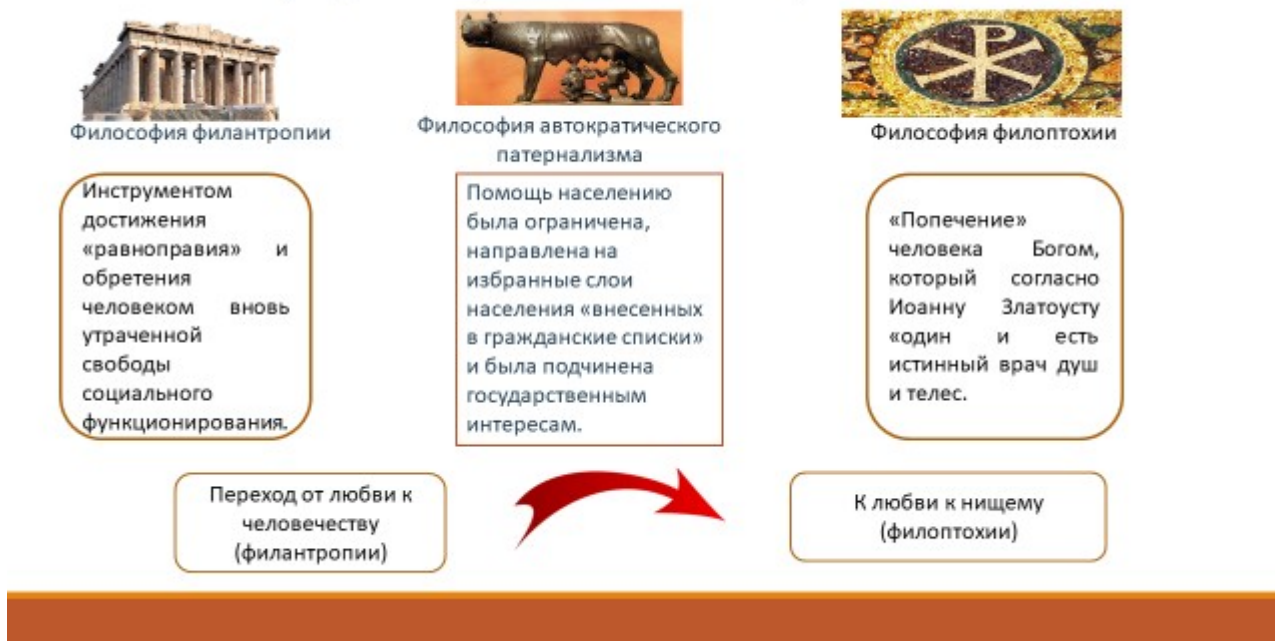 Философия филантропии
Инструментом
достижения
«равноправия» и
обретения
человеком вновь
утраченной
свободы
социального
функционирования.
Философия автократического
патернализма
Помощь населению
была ограничена,
направлена на
избранные слои
населения «внесенных
в гражданские списки»
и была подчинена
государственным
интересам.
Философия филоптохии
«Попечение»
человека Богом,
который согласно
Иоанну Златоусту
«один и есть
истинный врач душ
и телес.
Переход от любви к
человечеству
(филантропии)
К любви к нищему
(филоптохии)